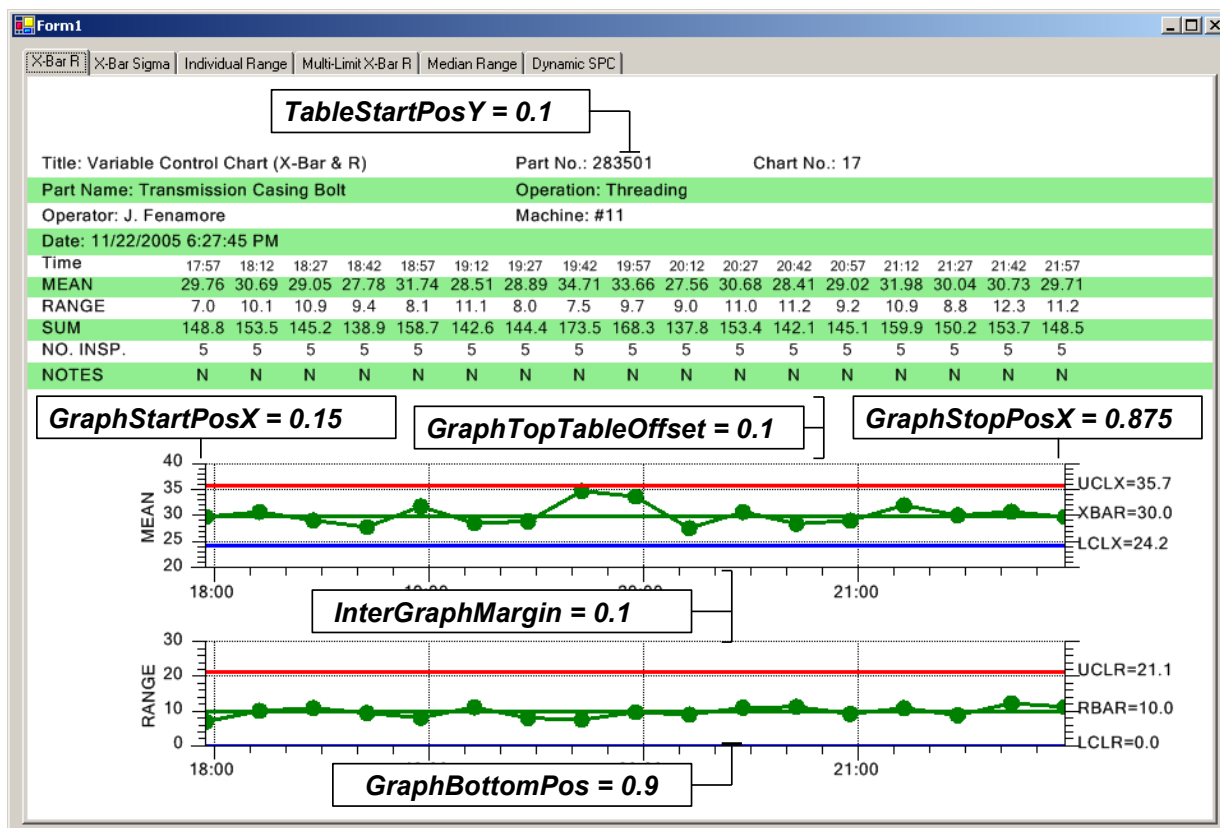 Form1
X-Bar R X-Bar Sigma Individual Range Multi-Limit X-Bar R Median Range Dynamic SPC
TableStartPosY = 0.1
Title: Variable Control Chart (X-Bar & R) Part No.: 283501 Chart No.: 17
Part Name: Transmission Casing Bolt Operation: Threading
Operator: J. Fenamore Machine: #11
Date: 11/22/2005 6:27:45 PM
Time 17:57 18:12 18:27 18:42 18:57 19:12 19:27 19:42 19:57 20:12 20:27 20:42 20:57 21:12 21:27 21:42 21:57
MEAN 29.76 30.69 29.05 27.78 31.74 28.51 28.89 34.71 33.66 27.56 30.68 28.41 29.02 31.98 30.04 30.73 29.71
RANGE 7.0 10.1 10.9 9.4 8.1 11.1 8.0 7.5 9.7 9.0 11.0 11.2 9.2 10.9 8.8 12.3 11.2
SUM 148.8 153.5 145.2 138.9 158.7 142.6 144.4 173.5 168.3 137.8 153.4 142.1 145.1 159.9 150.2 153.7 148.5
NO. INSP. 5 5 5 5 5 5 5 5 5 5 5 5 5 5 5 5 5
NOTES N N N N N N N N N N N N N N N N N
GraphStartPosX = 0.15 GraphTopTableOffset = 0.1 GraphStopPosX = 0.875
40
35 UCLX=35.7
30 XBAR=30.0
MEAN
25 LCLX=24.2
20
18:00 21:00
InterGraphMargin = 0.1
30
20 UCLR=21.1
RANGE
10 RBAR=10.0
0 LCLR=0.0
18:00 21:00
GraphBottomPos = 0.9